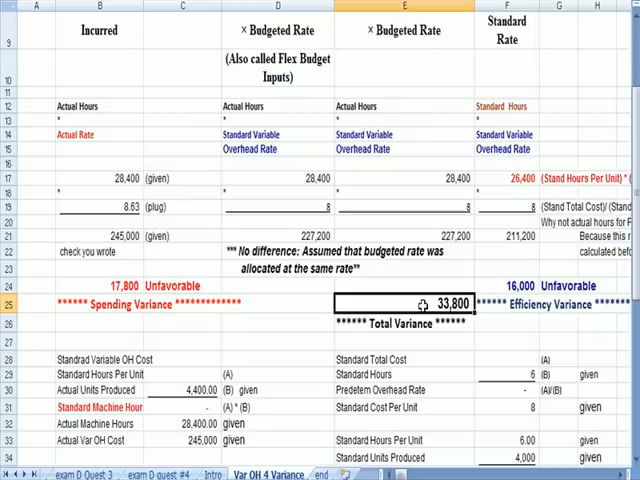 A B C D E F G H
9 Incurred × Budgeted Rate × Budgeted Rate Standard Rate
10 (Also called Flex Budget Inputs)
11
12 Actual Hours Actual Hours Actual Hours Standard Hours
13 * * * *
14 Actual Rate Standard Variable Standard Variable Standard Variable
15 Overhead Rate Overhead Rate Overhead Rate
16
17 28,400 (given) 28,400 28,400 26,400 (Stand Hours Per Unit) * (
18 * * * *
19 8.63 (plug) 8 8 8 (Stand Total Cost)/ (Stand
20 Why not actual hours for F
21 245,000 (given) 227,200 227,200 211,200 Because this r
22 check you wrote *** No difference: Assumed that budgeted rate was calculated befo
23 allocated at the same rate**
24 17,800 Unfavorable 16,000 Unfavorable
25 ****** Spending Variance ************* 33,800 ****** Efficiency Variance *******
26 ****** Total Variance ******
28 Standrad Variable OH Cost Standard Total Cost (A)
29 Standard Hours Per Unit (A) Standard Hours 6 (B) given
30 Actual Units Produced 4,400.00 (B) given Predetem Overhead Rate - (A)/(B)
31 Standard Machine Hour - (A) * (B) Standard Cost Per Unit 8 given
32 Actual Machine Hours 28,400.00 given
33 Actual Var OH Cost 245,000 given Standard Hours Per Unit 6.00 given
34 Standard Units Produced 4,000 given
exam D Quest 3 exam D quest #4 Intro Var OH 4 Variance end